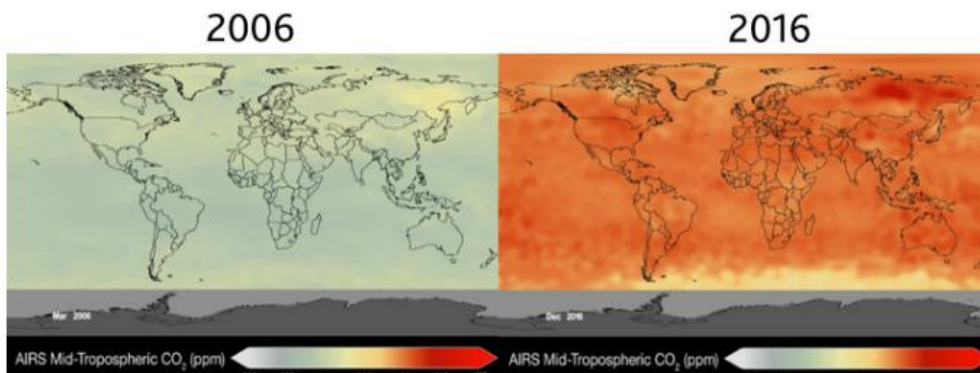 2006
2016
Mar 2006
Dec 2016
AIRS Mid-Tropospheric CO₂ (ppm)
AIRS Mid-Tropospheric CO₂ (ppm)